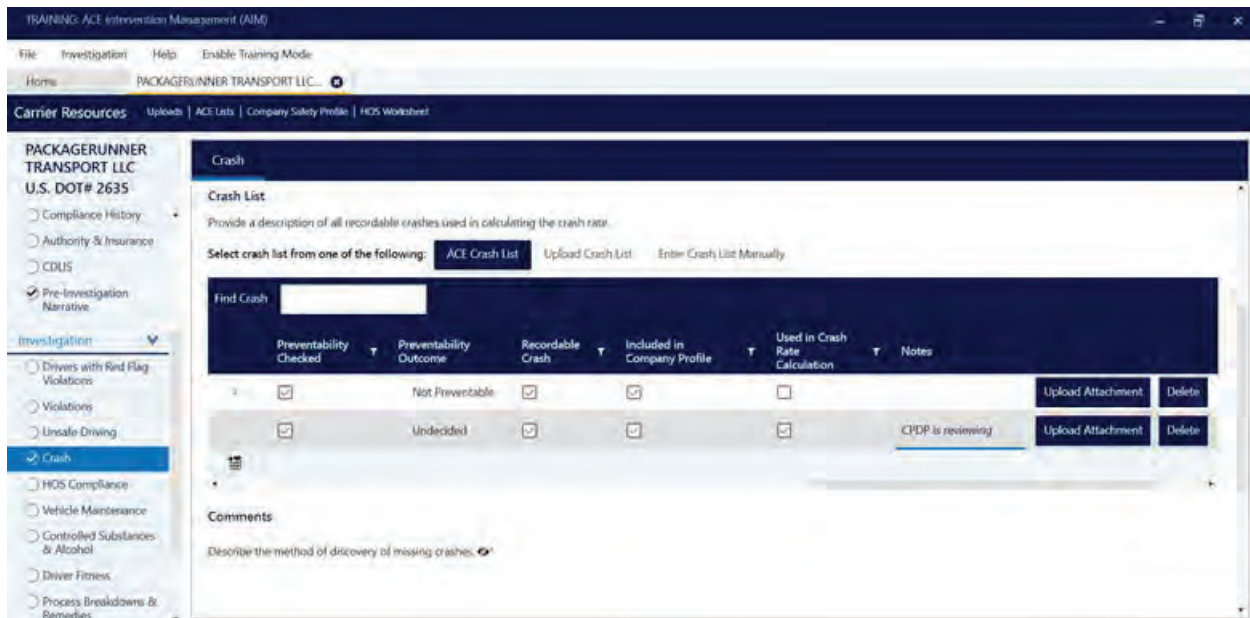 TRAINING: ACE Intervention Management (AIM)
File Investigation Help Enable Training Mode
Home PACKAGERUNNER TRANSPORT LLC...
Carrier Resources Uploads | ACE Lists | Company Safety Profile | HOS Worksheet
PACKAGERUNNER
TRANSPORT LLC
U.S. DOT# 2635
Compliance History
Authority & Insurance
CDLIS
Pre-Investigation
Narrative
Investigation
Drivers with Red Flag
Violations
Violations
Unsafe Driving
Crash
HOS Compliance
Vehicle Maintenance
Controlled Substances
& Alcohol
Driver Fitness
Process Breakdowns &
Remedies
Crash
Crash List
Provide a description of all recordable crashes used in calculating the crash rate.
Select crash list from one of the following: ACE Crash List Upload Crash List Enter Crash List Manually
Find Crash
Preventability
Checked
Preventability
Outcome
Recordable
Crash
Included in
Company Profile
Used in Crash
Rate
Calculation
Notes
Not Preventable Upload Attachment Delete
Undecided CPDP is reviewing Upload Attachment Delete
Comments
Describe the method of discovery of missing crashes.